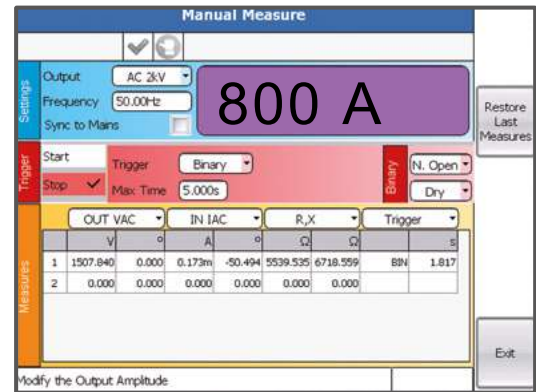 Manual Measure
Settings
Output AC 2kV
Frequency 50.00Hz
Sync to Mains
800 A
Restore
Last
Measures
Trigger
Start
Stop
Trigger Binary
Max Time 5.000s
Binary
N. Open
Dry
Measures
OUT VAC IN IAC R,X Trigger
V ° A ° Ω Ω s
1 1507.840 0.000 0.173m -50.494 5539.535 6718.559 BIN 1.817
2 0.000 0.000 0.000 0.000 0.000 0.000
Exit
Modify the Output Amplitude